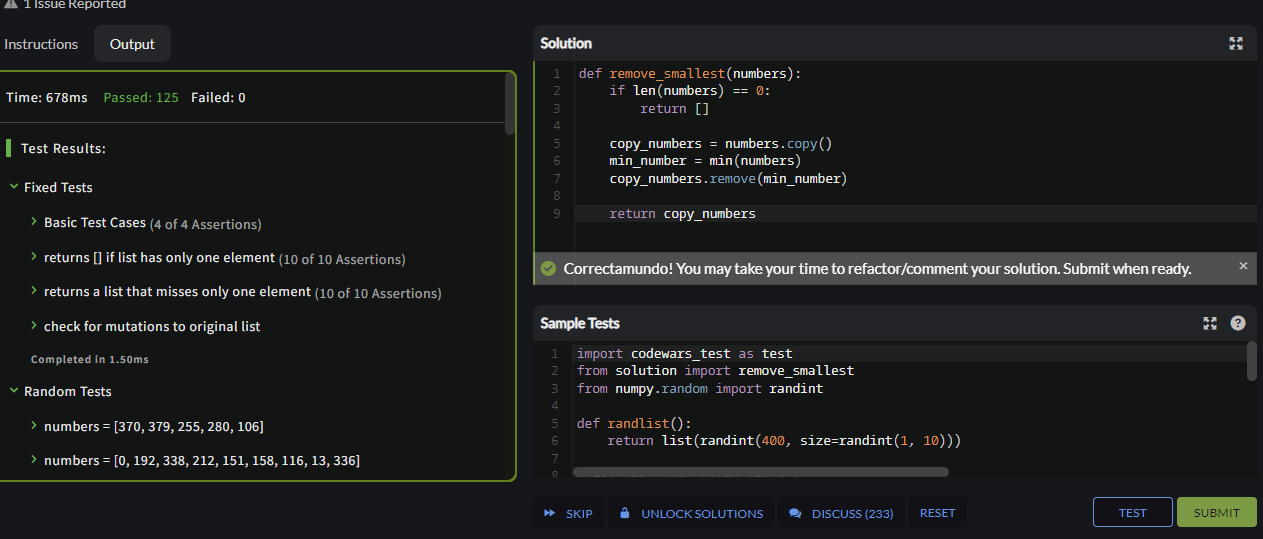 1 Issue Reported
Instructions
Output
Time: 678ms Passed: 125 Failed: 0
Test Results:
Fixed Tests
Basic Test Cases (4 of 4 Assertions)
returns [] if list has only one element (10 of 10 Assertions)
returns a list that misses only one element (10 of 10 Assertions)
check for mutations to original list
Completed in 1.50ms
Random Tests
numbers = [370, 379, 255, 280, 106]
numbers = [0, 192, 338, 212, 151, 158, 116, 13, 336]
Solution
1 def remove_smallest(numbers):
2     if len(numbers) == 0:
3         return []
4
5     copy_numbers = numbers.copy()
6     min_number = min(numbers)
7     copy_numbers.remove(min_number)
8
9     return copy_numbers
Correctamundo! You may take your time to refactor/comment your solution. Submit when ready.
Sample Tests
1 import codewars_test as test
2 from solution import remove_smallest
3 from numpy.random import randint
4
5 def randlist():
6     return list(randint(400, size=randint(1, 10)))
7
8
SKIP
UNLOCK SOLUTIONS
DISCUSS (233)
RESET
TEST
SUBMIT